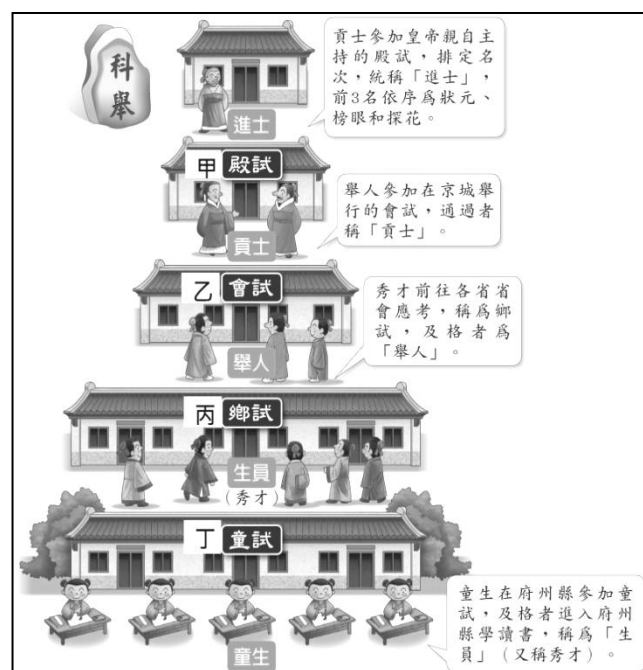 科舉
貢士參加皇帝親自主
持的殿試，排定名
次，統稱「進士」，
前3名依序為狀元、
榜眼和探花。
進士
甲 殿試
舉人參加在京城舉
行的會試，通過者
稱「貢士」。
貢士
乙 會試
秀才前往各省省
會應考，稱為鄉
試，及格者為
「舉人」。
舉人
丙 鄉試
生員
（秀才）
丁 童試
童生在府州縣參加童
試，及格者進入府州
縣學讀書，稱為「生
員」（又稱秀才）。
童生